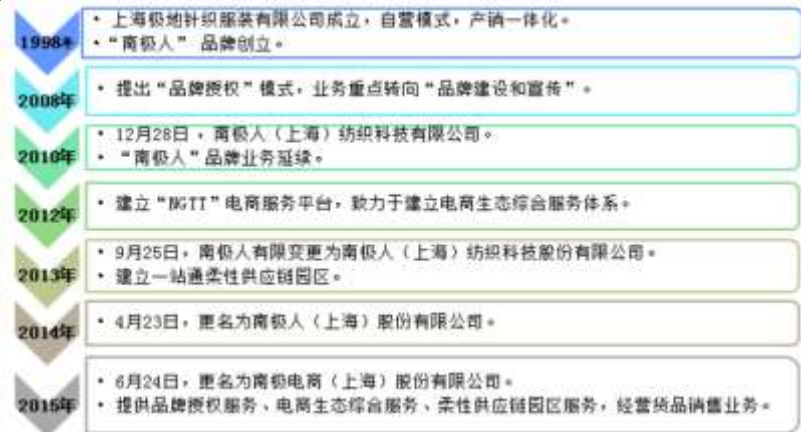 1998年
• 上海极地针织服装有限公司成立，自营模式，产销一体化。
• “南极人” 品牌创立。
2008年
• 提出“品牌授权”模式，业务重点转向“品牌建设和宣传”。
2010年
• 12月28日，南极人（上海）纺织科技有限公司。
• “南极人”品牌业务延续。
2012年
• 建立“NGTT”电商服务平台，致力于建立电商生态综合服务体系。
2013年
• 9月25日，南极人有限变更为南极人（上海）纺织科技股份有限公司。
• 建立一站通柔性供应链园区。
2014年
• 4月23日，更名为南极人（上海）股份有限公司。
2015年
• 6月24日，更名为南极电商（上海）股份有限公司。
• 提供品牌授权服务、电商生态综合服务、柔性供应链园区服务，经营货品销售业务。